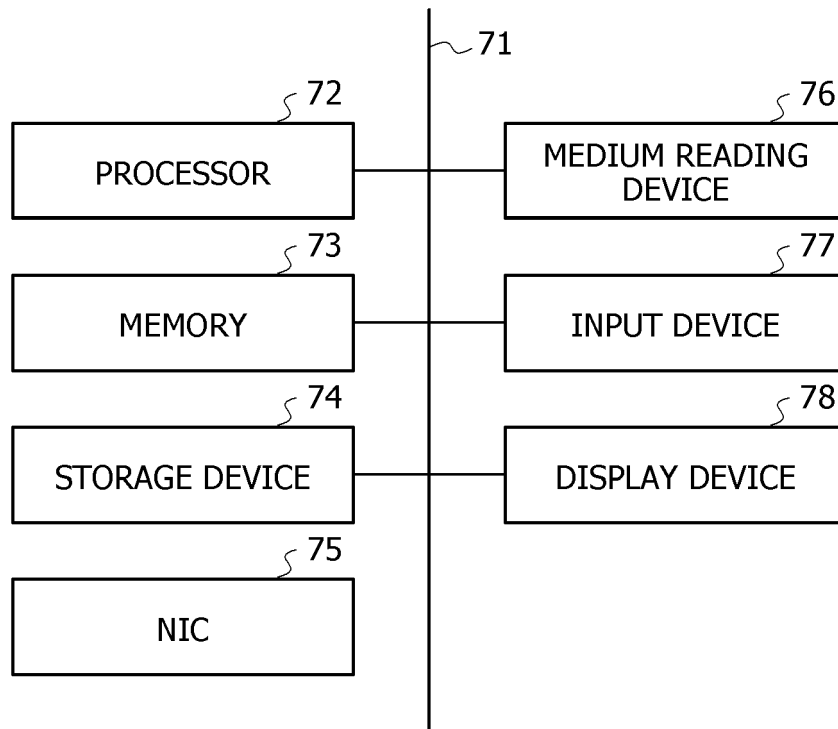 71
72
PROCESSOR
76
MEDIUM READING
DEVICE
73
MEMORY
77
INPUT DEVICE
74
STORAGE DEVICE
78
DISPLAY DEVICE
75
NIC